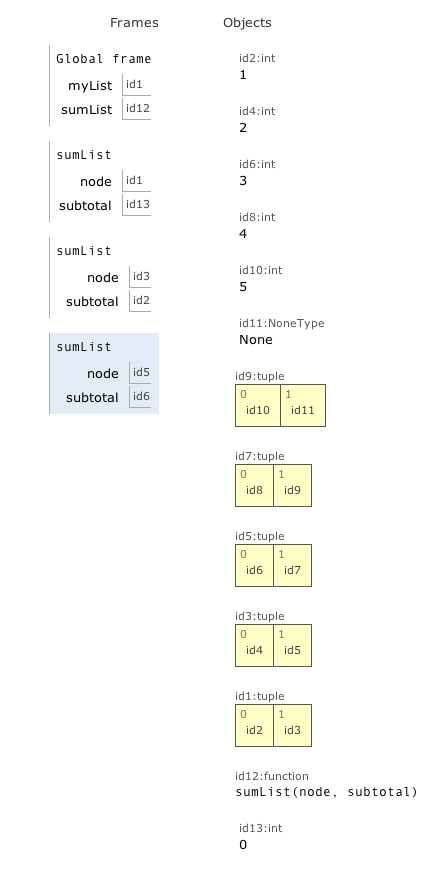 Frames
Objects
Global frame
myList id1
sumList id12
sumList
node id1
subtotal id13
sumList
node id3
subtotal id2
sumList
node id5
subtotal id6
id2:int
1
id4:int
2
id6:int
3
id8:int
4
id10:int
5
id11:NoneType
None
id9:tuple
0 1
id10 id11
id7:tuple
0 1
id8 id9
id5:tuple
0 1
id6 id7
id3:tuple
0 1
id4 id5
id1:tuple
0 1
id2 id3
id12:function
sumList(node, subtotal)
id13:int
0